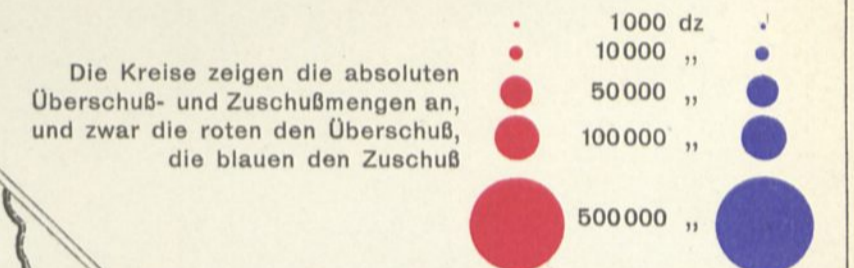 1000 dz
10000 „
Die Kreise zeigen die absoluten
Überschuß- und Zuschußmengen an,
und zwar die roten den Überschuß,
die blauen den Zuschuß
50000 „
100000 „
500000 „